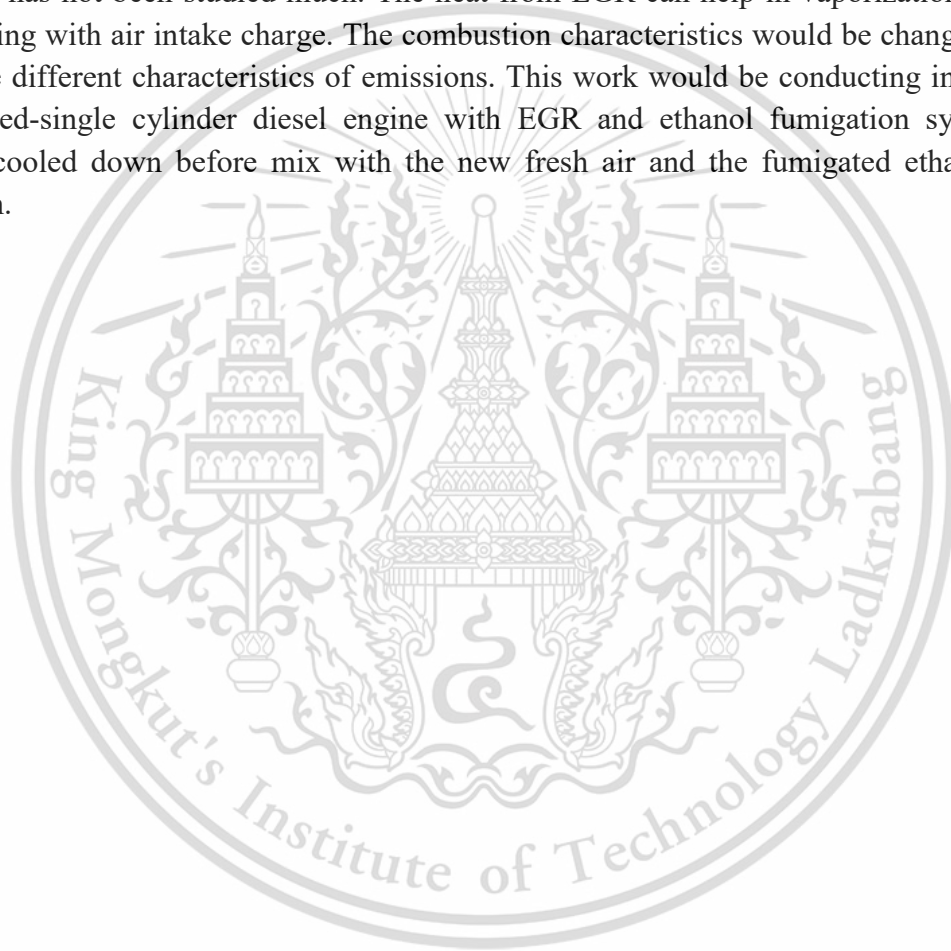 has not been studied much. The heat from EGR can help in vaporization
ing with air intake charge. The combustion characteristics would be chang
e different characteristics of emissions. This work would be conducting in
ed-single cylinder diesel engine with EGR and ethanol fumigation sy
cooled down before mix with the new fresh air and the fumigated etha
n.
King Mongkut's Institute of Technology Ladkrabang